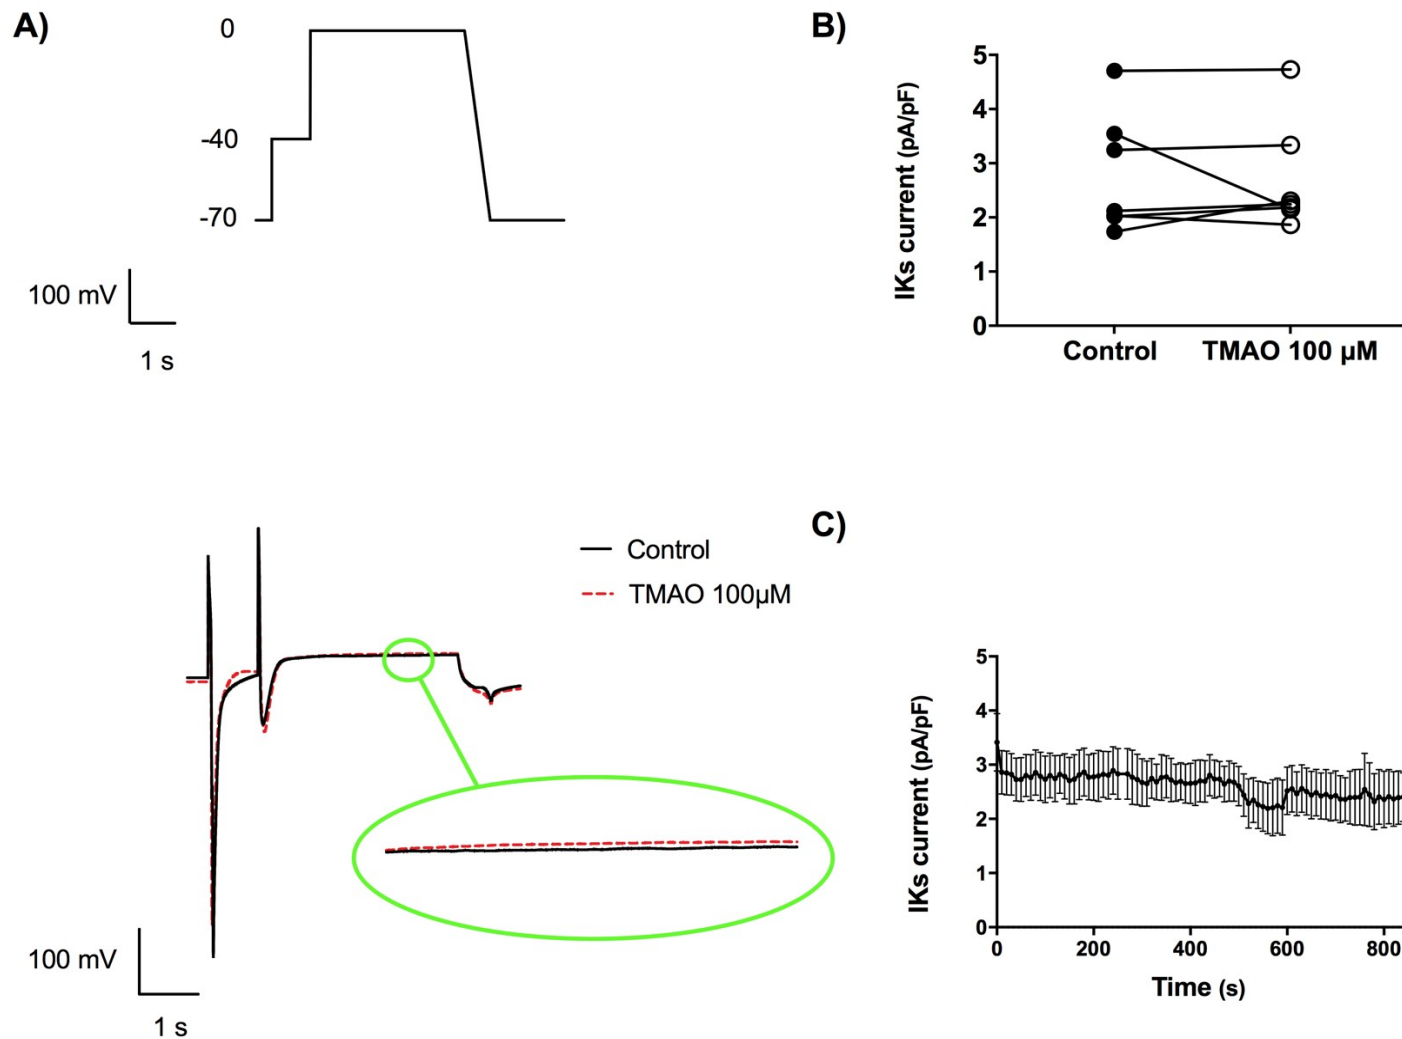 A)
0
-40
-70
100 mV
1 s
B)
5
4
3
2
1
0
IKs current (pA/pF)
Control
TMAO 100 µM
Control
TMAO 100µM
100 mV
1 s
C)
5
4
3
2
1
0
IKs current (pA/pF)
0
200
400
600
800
Time (s)